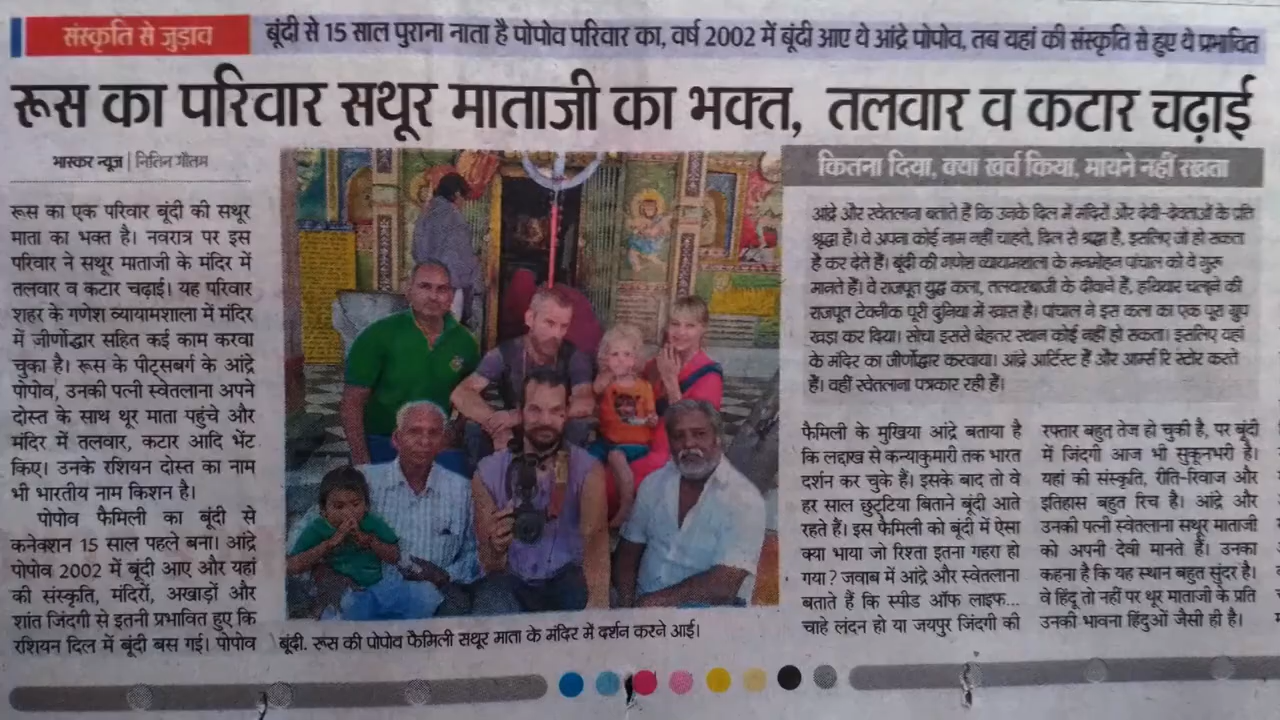 संस्कृति से जुड़ाव
बूंदी से 15 साल पुराना नाता है पोपोव परिवार का, वर्ष 2002 में बूंदी आए थे आंद्रे पोपोव, तब यहां की संस्कृति से हुए थे प्रभावित
रूस का परिवार सथूर माताजी का भक्त, तलवार व कटार चढ़ाई
भास्कर न्यूज | नितिन गौतम
रूस का एक परिवार बूंदी की सथूर
माता का भक्त है। नवरात्र पर इस
परिवार ने सथूर माताजी के मंदिर में
तलवार व कटार चढ़ाई। यह परिवार
शहर के गणेश व्यायामशाला में मंदिर
में जीर्णोद्धार सहित कई काम करवा
चुका है। रूस के पीट्सबर्ग के आंद्रे
पोपोव, उनकी पत्नी स्वेतलाना अपने
दोस्त के साथ थूर माता पहुंचे और
मंदिर में तलवार, कटार आदि भेंट
किए। उनके रशियन दोस्त का नाम
भी भारतीय नाम किशन है।
पोपोव फैमिली का बूंदी से
कनेक्शन 15 साल पहले बना। आंद्रे
पोपोव 2002 में बूंदी आए और यहां
की संस्कृति, मंदिरों, अखाड़ों और
शांत जिंदगी से इतनी प्रभावित हुए कि
रशियन दिल में बूंदी बस गई। पोपोव
बूंदी. रूस की पोपोव फैमिली सथूर माता के मंदिर में दर्शन करने आई।
कितना दिया, क्या खर्च किया, मायने नहीं रखता
आंद्रे और स्वेतलाना बताते हैं कि उनके दिल में मंदिरों और देवी-देवताओं के प्रति
श्रद्धा है। वे अपना कोई नाम नहीं चाहते, दिल से श्रद्धा है, इसलिए जो हो सकता
है कर देते हैं। बूंदी की गणेश व्यायामशाला के मनमोहन पांचाल को वे गुरू
मानते हैं। वे राजपूत युद्ध कला, तलवारबाजी के दीवाने हैं, हथियार चलाने की
राजपूत टेक्नीक पूरी दुनिया में खास है। पांचाल ने इस कला का एक पूरा ग्रुप
खड़ा कर दिया। सोचा इससे बेहतर स्थान कोई नहीं हो सकता। इसलिए यहां
के मंदिर का जीर्णोद्धार करवाया। आंद्रे आर्टिस्ट हैं और आर्म्स रि स्टोर करते
हैं। वहीं स्वेतलाना पत्रकार रही हैं।
फैमिली के मुखिया आंद्रे बताया है
कि लद्दाख से कन्याकुमारी तक भारत
दर्शन कर चुके हैं। इसके बाद तो वे
हर साल छुट्टिया बिताने बूंदी आते
रहते हैं। इस फैमिली को बूंदी में ऐसा
क्या भाया जो रिश्ता इतना गहरा हो
गया? जवाब में आंद्रे और स्वेतलाना
बताते हैं कि स्पीड ऑफ लाइफ...
चाहे लंदन हो या जयपुर जिंदगी की
रफ्तार बहुत तेज हो चुकी है, पर बूंदी
में जिंदगी आज भी सुकूनभरी है।
यहां की संस्कृति, रीति-रिवाज और
इतिहास बहुत रिच है। आंद्रे और
उनकी पत्नी स्वेतलाना सथूर माताजी
को अपनी देवी मानते हैं। उनका
कहना है कि यह स्थान बहुत सुंदर है।
वे हिंदू तो नहीं पर थूर माताजी के प्रति
उनकी भावना हिंदुओं जैसी ही है।